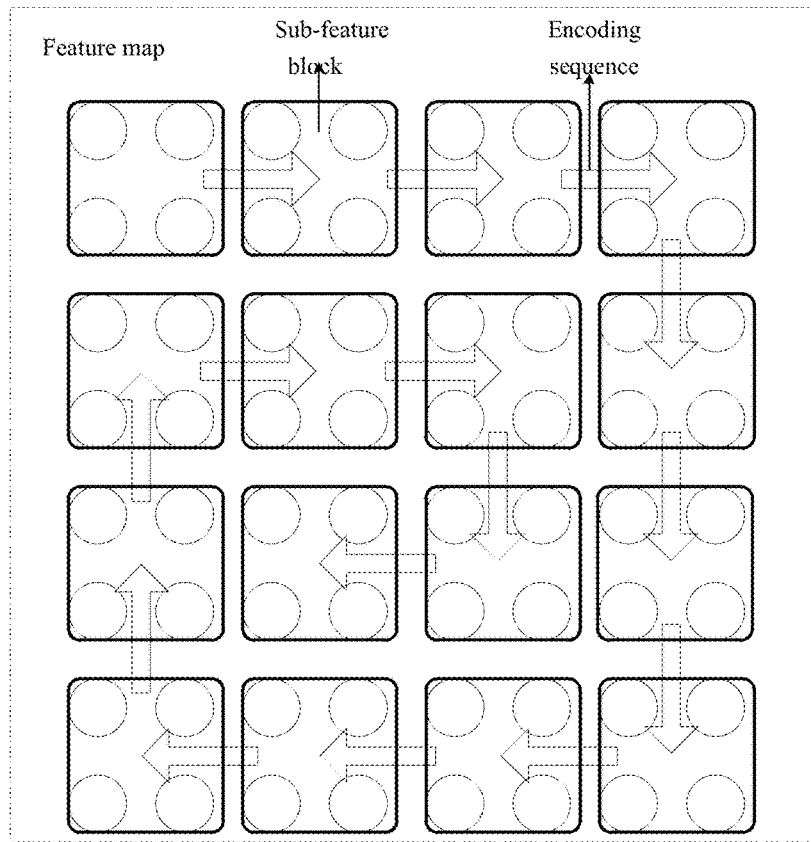 Feature map
Sub-feature
block
Encoding
sequence